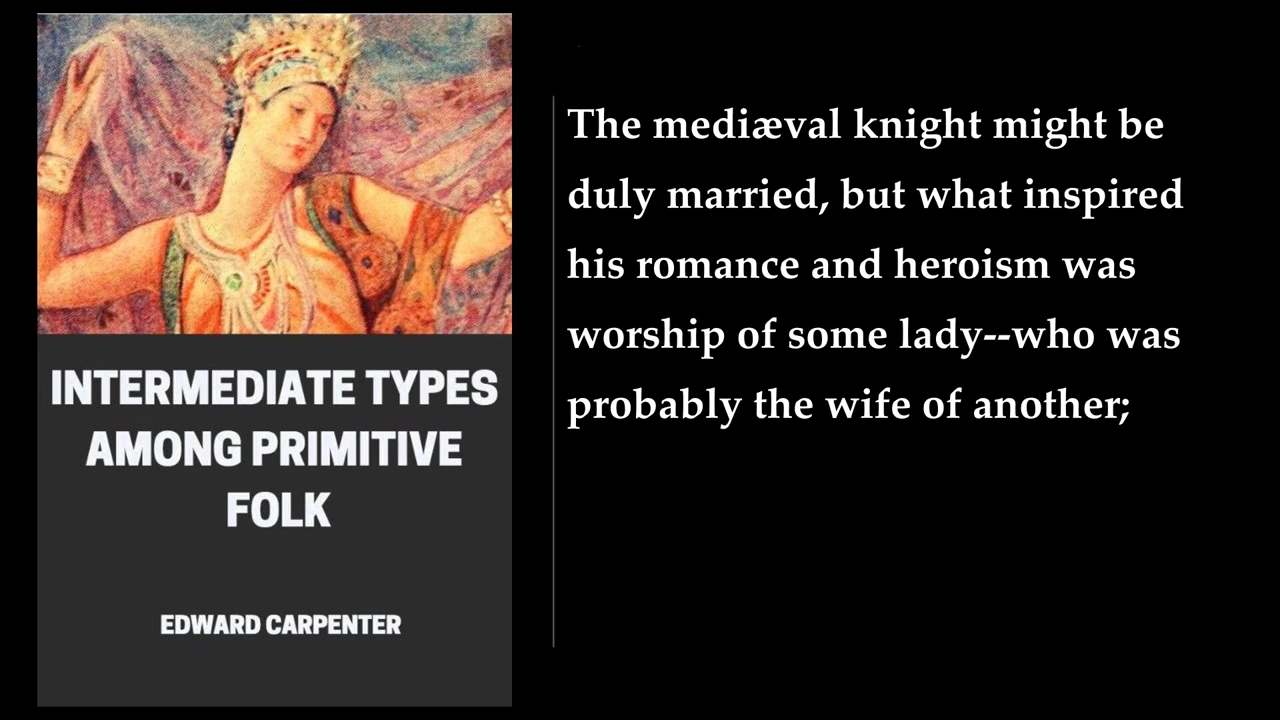 INTERMEDIATE TYPES
AMONG PRIMITIVE
FOLK
EDWARD CARPENTER
The mediæval knight might be
duly married, but what inspired
his romance and heroism was
worship of some lady--who was
probably the wife of another;